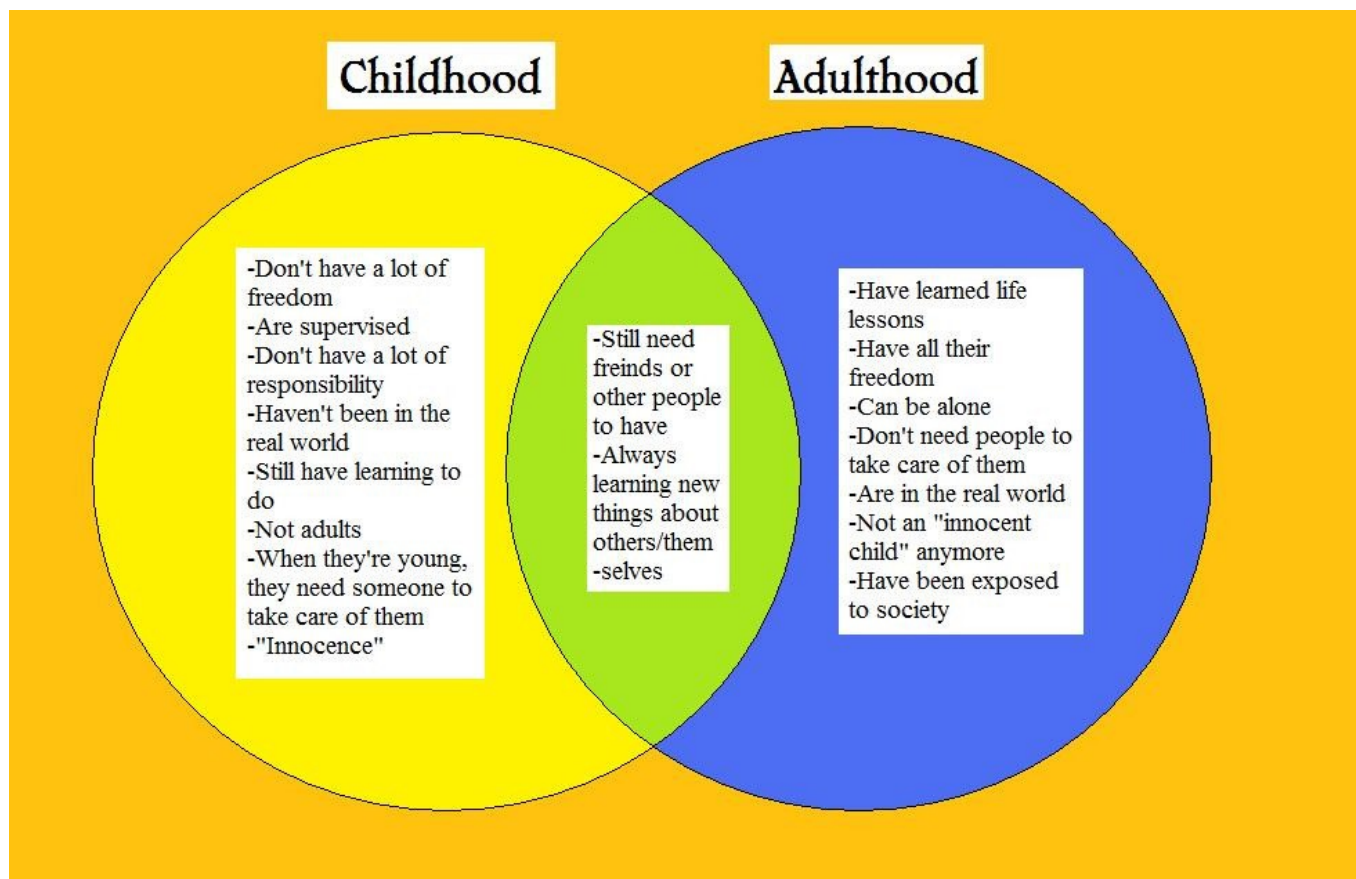 Childhood
Adulthood
-Don't have a lot of
freedom
-Are supervised
-Don't have a lot of
responsibility
-Haven't been in the
real world
-Still have learning to
do
-Not adults
-When they're young,
they need someone to
take care of them
-"Innocence"
-Still need
freinds or
other people
to have
-Always
learning new
things about
others/them
-selves
-Have learned life
lessons
-Have all their
freedom
-Can be alone
-Don't need people to
take care of them
-Are in the real world
-Not an "innocent
child" anymore
-Have been exposed
to society